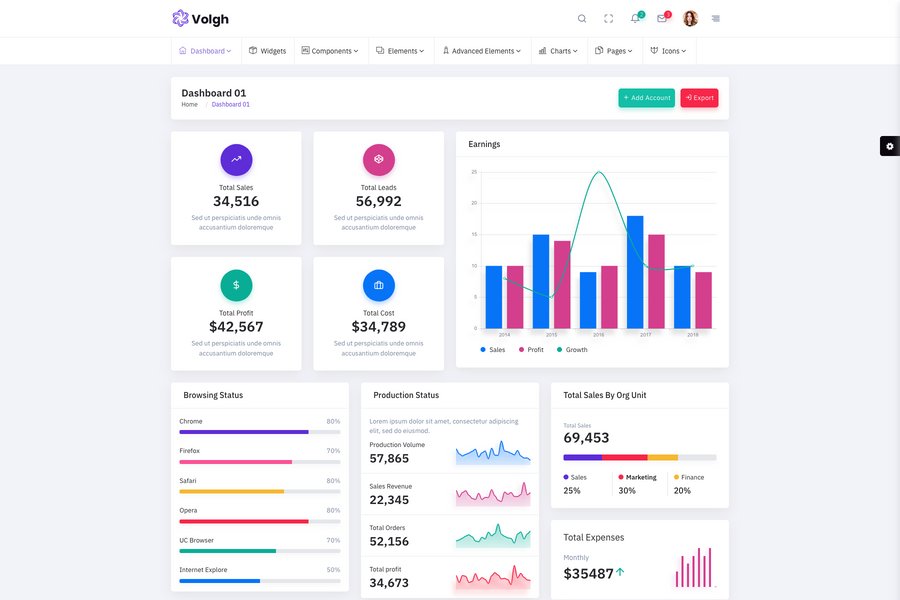 Volgh
2
3
Dashboard
Widgets
Components
Elements
Advanced Elements
Charts
Pages
Icons
Dashboard 01
Home / Dashboard 01
+ Add Account
Export
Total Sales
34,516
Sed ut perspiciatis unde omnis
accusantium doloremque
Total Leads
56,992
Sed ut perspiciatis unde omnis
accusantium doloremque
Total Profit
$42,567
Sed ut perspiciatis unde omnis
accusantium doloremque
Total Cost
$34,789
Sed ut perspiciatis unde omnis
accusantium doloremque
Earnings
25
20
15
10
5
0
2014 2015 2016 2017 2018
Sales Profit Growth
Browsing Status
Chrome 80%
Firefox 70%
Safari 80%
Opera 80%
UC Browser 70%
Internet Explore 50%
Production Status
Lorem ipsum dolor sit amet, consectetur adipiscing
elit, sed do eiusmod.
Production Volume
57,865
Sales Revenue
22,345
Total Orders
52,156
Total profit
34,673
Total Sales By Org Unit
Total Sales
69,453
Sales Marketing Finance
25% 30% 20%
Total Expenses
Monthly
$35487